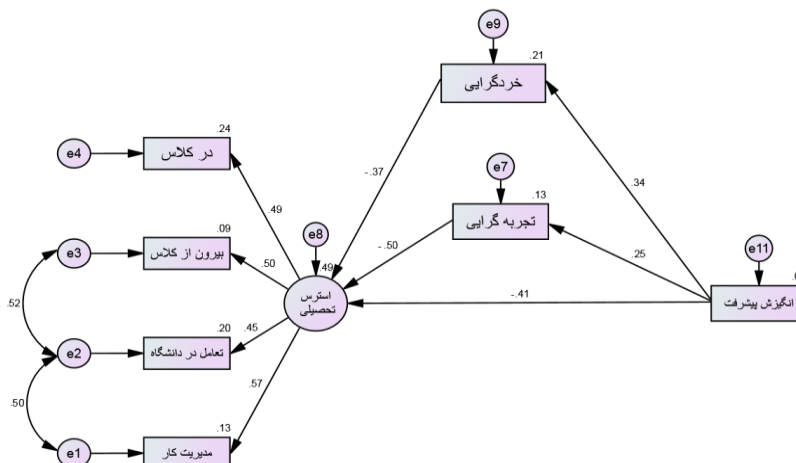 e9
.21
خردگرایی
e4
.24
در کلاس
-.37
e7
.13
تجربه گرایی
.34
.49
e8
-.50
.25
e3
.09
بیرون از کلاس
.50
.49
e11
استرس
تحصیلی
-.41
انگیزش پیشرفت
.52
e2
.20
تعامل در دانشگاه
.45
.57
.50
e1
.13
مدیریت کار